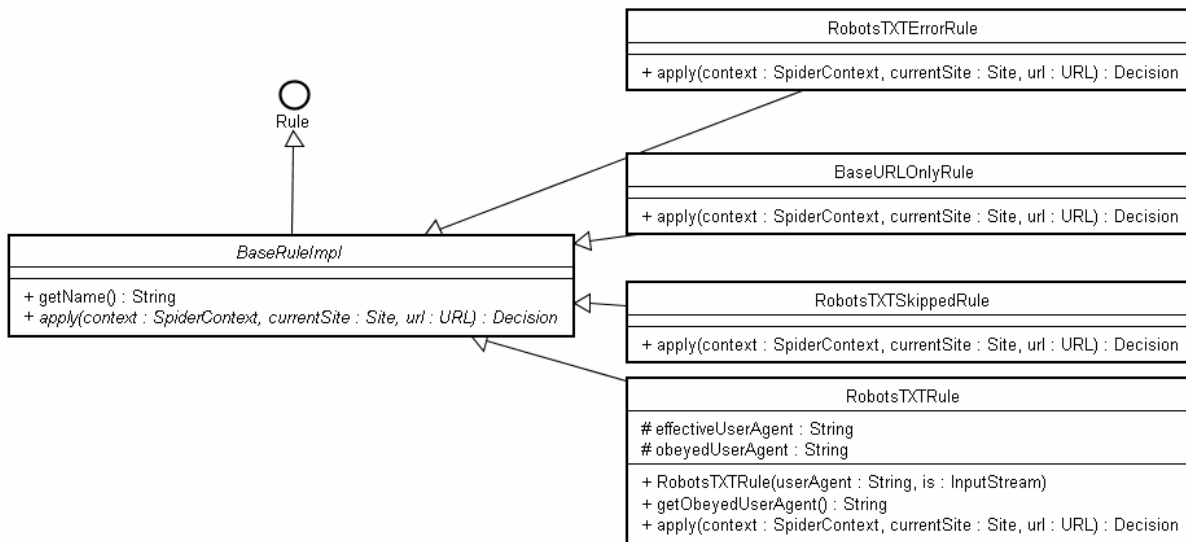 RobotsTXTErrorRule
+ apply(context : SpiderContext, currentSite : Site, url : URL) : Decision
Rule
BaseURLOnlyRule
+ apply(context : SpiderContext, currentSite : Site, url : URL) : Decision
BaseRuleImpl
+ getName() : String
+ apply(context : SpiderContext, currentSite : Site, url : URL) : Decision
RobotsTXTSkippedRule
+ apply(context : SpiderContext, currentSite : Site, url : URL) : Decision
RobotsTXTRule
# effectiveUserAgent : String
# obeyedUserAgent : String
+ RobotsTXTRule(userAgent : String, is : InputStream)
+ getObeyedUserAgent() : String
+ apply(context : SpiderContext, currentSite : Site, url : URL) : Decision